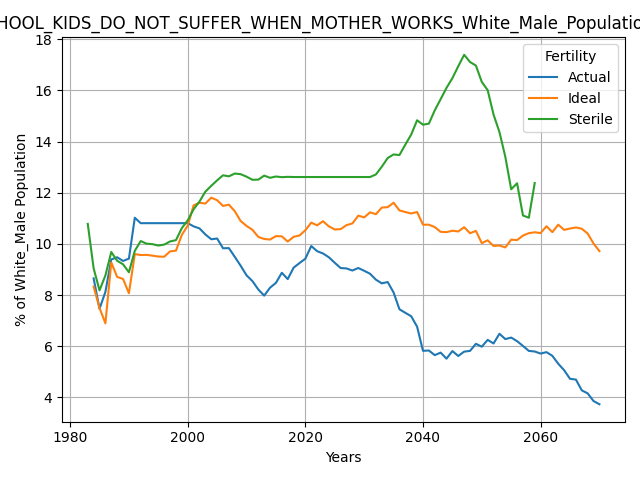 HOOL_KIDS_DO_NOT_SUFFER_WHEN_MOTHER_WORKS_White_Male_Populatio
18
16
14
12
10
8
6
4
% of White_Male Population
Fertility
Actual
Ideal
Sterile
1980
2000
2020
2040
2060
Years